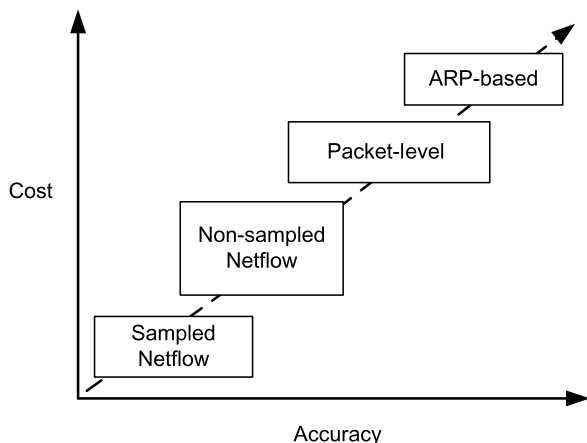 ARP-based
Packet-level
Cost
Non-sampled
Netflow
Sampled
Netflow
Accuracy